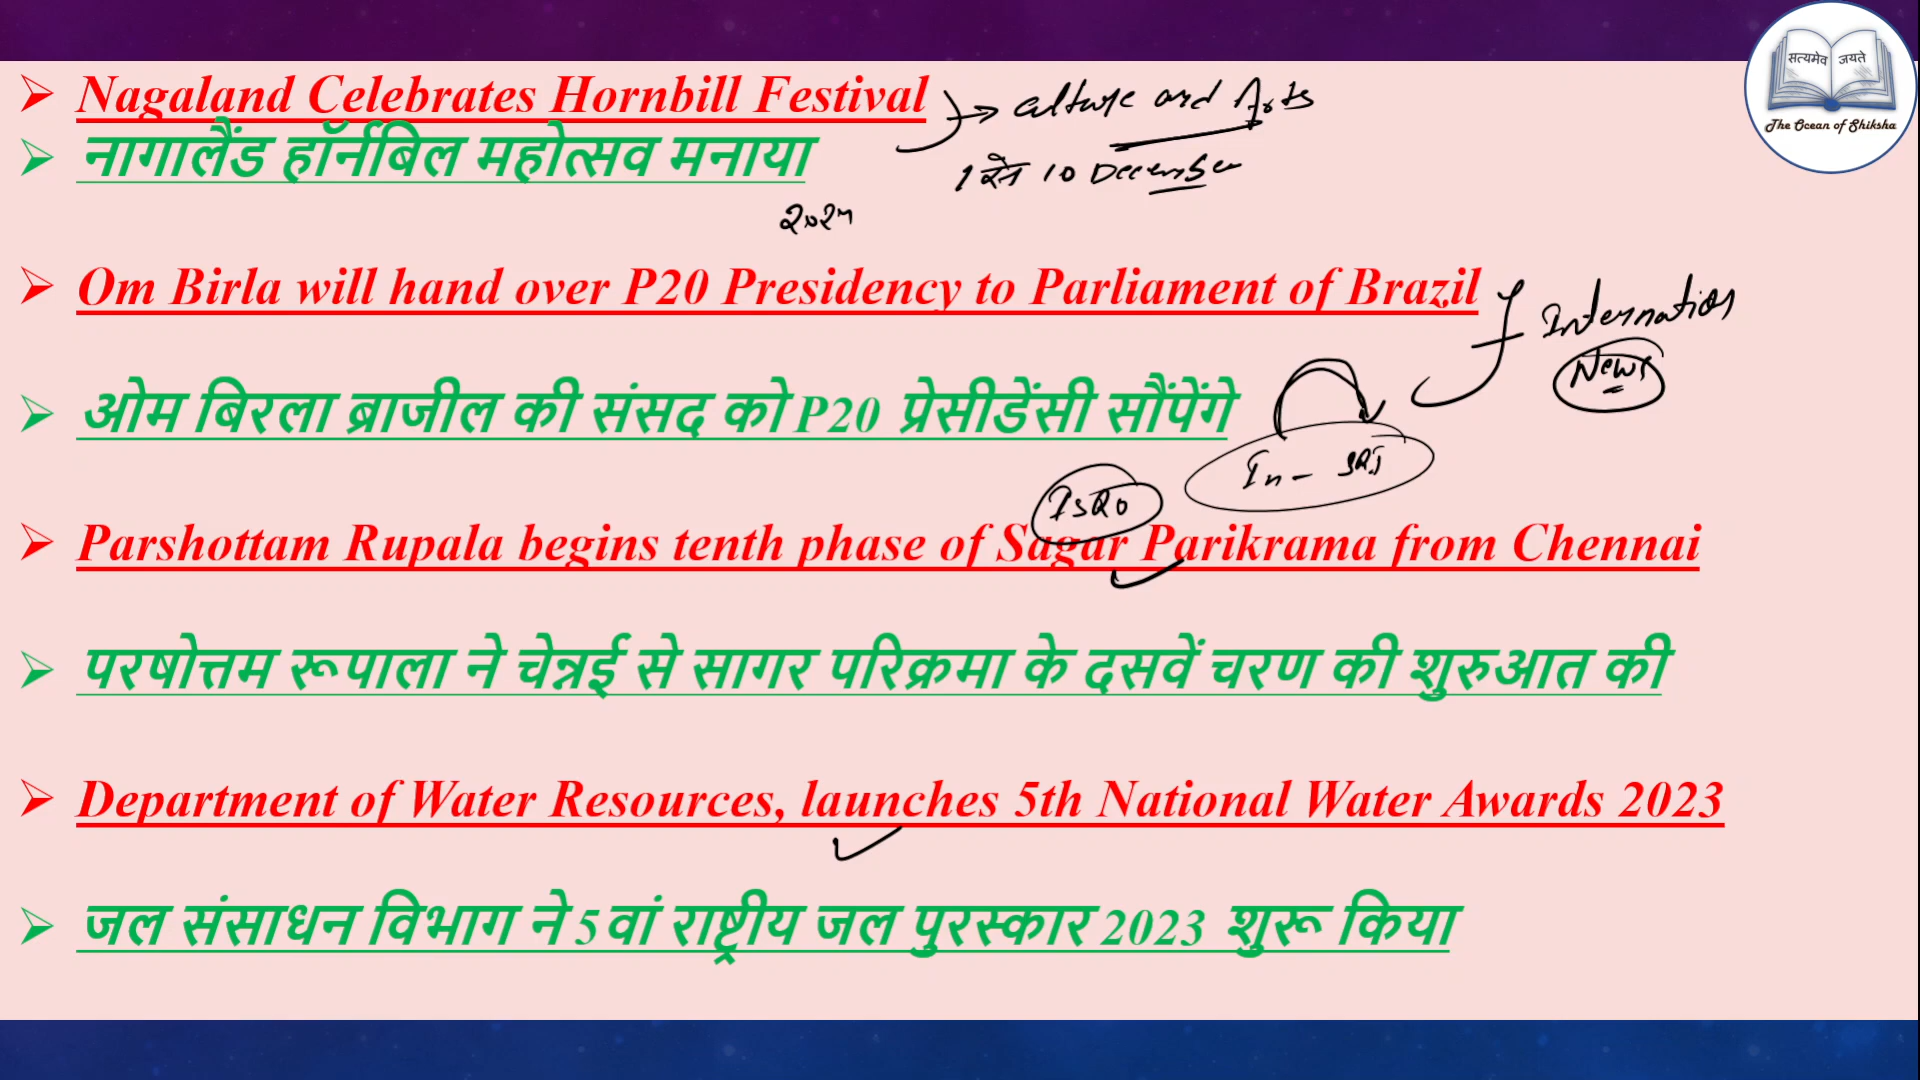 सत्यमेव जयते
The Ocean of Shiksha
Nagaland Celebrates Hornbill Festival
culture and Arts
नागालैंड हॉर्नबिल महोत्सव मनाया
1 से 10 December
Om Birla will hand over P20 Presidency to Parliament of Brazil
Internation
News
ओम बिरला ब्राजील की संसद को P20 प्रेसीडेंसी सौंपेंगे
In -
ISRO
Parshottam Rupala begins tenth phase of Sagar Parikrama from Chennai
परषोत्तम रूपाला ने चेन्नई से सागर परिक्रमा के दसवें चरण की शुरुआत की
Department of Water Resources, launches 5th National Water Awards 2023
जल संसाधन विभाग ने 5 वां राष्ट्रीय जल पुरस्कार 2023 शुरू किया